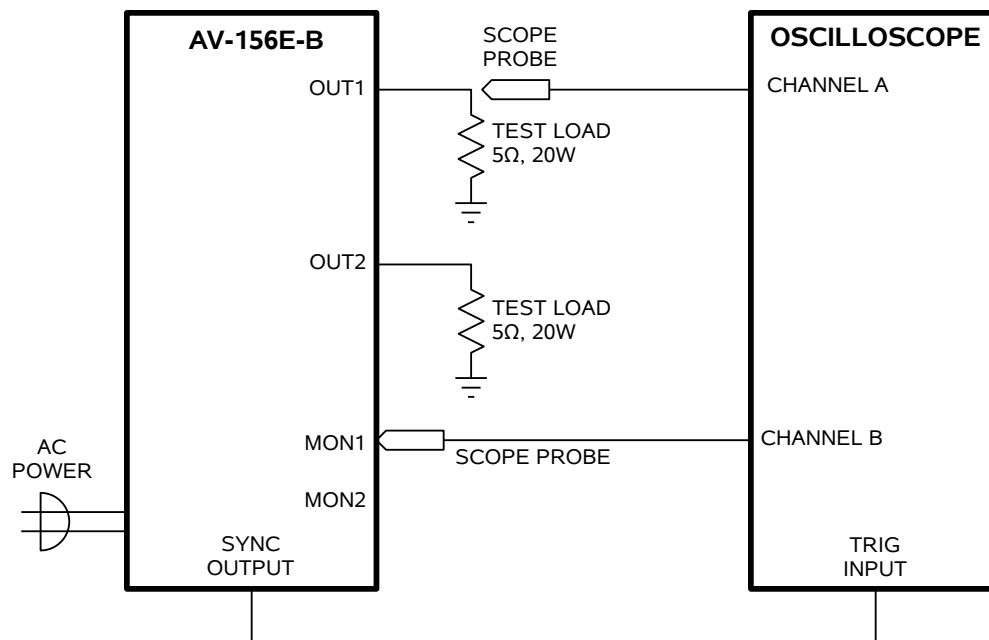 AV-156E-B
OUT1
SCOPE
PROBE
OSCILLOSCOPE
CHANNEL A
TEST LOAD
5Ω, 20W
OUT2
TEST LOAD
5Ω, 20W
MON1
SCOPE PROBE
CHANNEL B
AC
POWER
MON2
SYNC
OUTPUT
TRIG
INPUT